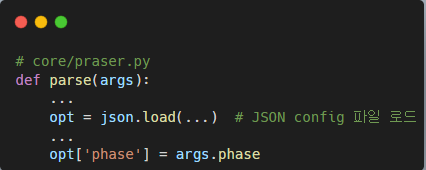 # core/praser.py
def parse(args):
    ...
    opt = json.load(...)  # JSON config 파일 로드
    ...
    opt['phase'] = args.phase